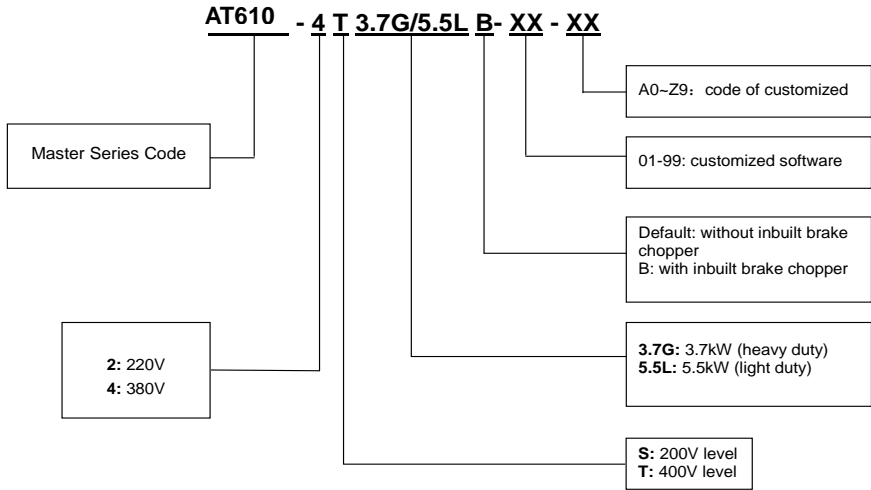 AT610 - 4 T 3.7G/5.5L B- XX - XX
A0~Z9： code of customized
Master Series Code
01-99: customized software
Default: without inbuilt brake
chopper
B: with inbuilt brake chopper
2: 220V
4: 380V
3.7G: 3.7kW (heavy duty)
5.5L: 5.5kW (light duty)
S: 200V level
T: 400V level